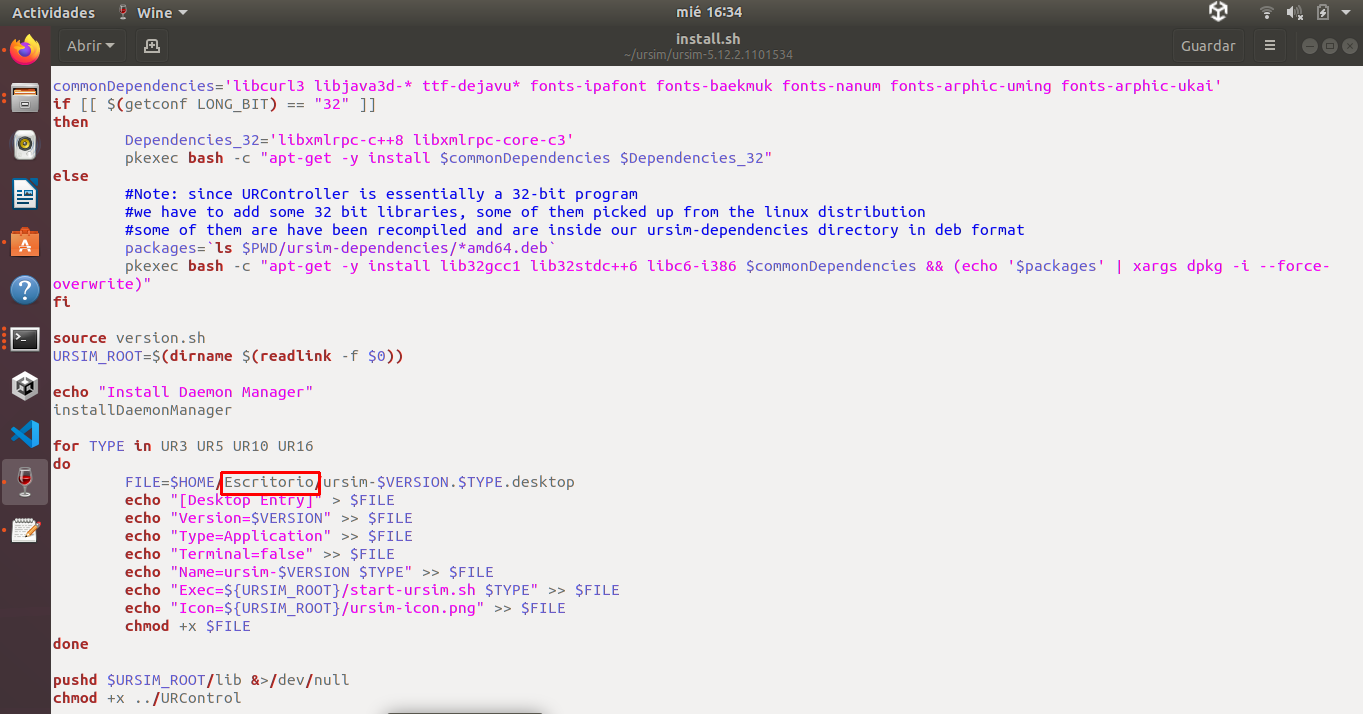 Actividades Wine mié 16:34
Abrir install.sh Guardar
~/ursim/ursim-5.12.2.1101534
commonDependencies='libcurl3 libjava3d-* ttf-dejavu* fonts-ipafont fonts-baekmuk fonts-nanum fonts-arphic-uming fonts-arphic-ukai'
if [[ $(getconf LONG_BIT) == "32" ]]
then
Dependencies_32='libxmlrpc-c++8 libxmlrpc-core-c3'
pkexec bash -c "apt-get -y install $commonDependencies $Dependencies_32"
else
#Note: since URController is essentially a 32-bit program
#we have to add some 32 bit libraries, some of them picked up from the linux distribution
#some of them are have been recompiled and are inside our ursim-dependencies directory in deb format
packages=`ls $PWD/ursim-dependencies/*amd64.deb`
pkexec bash -c "apt-get -y install lib32gcc1 lib32stdc++6 libc6-i386 $commonDependencies && (echo '$packages' | xargs dpkg -i --force-
overwrite)"
fi
source version.sh
URSIM_ROOT=$(dirname $(readlink -f $0))
echo "Install Daemon Manager"
installDaemonManager
for TYPE in UR3 UR5 UR10 UR16
do
FILE=$HOME/Escritorio/ursim-$VERSION.$TYPE.desktop
echo "[Desktop Entry]" > $FILE
echo "Version=$VERSION" >> $FILE
echo "Type=Application" >> $FILE
echo "Terminal=false" >> $FILE
echo "Name=ursim-$VERSION $TYPE" >> $FILE
echo "Exec=${URSIM_ROOT}/start-ursim.sh $TYPE" >> $FILE
echo "Icon=${URSIM_ROOT}/ursim-icon.png" >> $FILE
chmod +x $FILE
done
pushd $URSIM_ROOT/lib &>/dev/null
chmod +x ../URControl